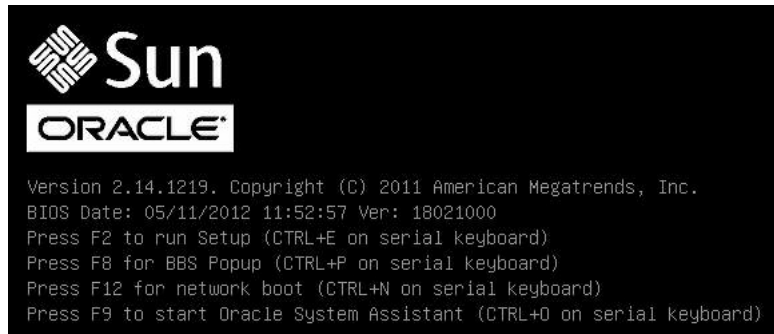 Sun
ORACLE
Version 2.14.1219. Copyright (C) 2011 American Megatrends, Inc.
BIOS Date: 05/11/2012 11:52:57 Ver: 18021000
Press F2 to run Setup (CTRL+E on serial keyboard)
Press F8 for BBS Popup (CTRL+P on serial keyboard)
Press F12 for network boot (CTRL+N on serial keyboard)
Press F9 to start Oracle System Assistant (CTRL+O on serial keyboard)